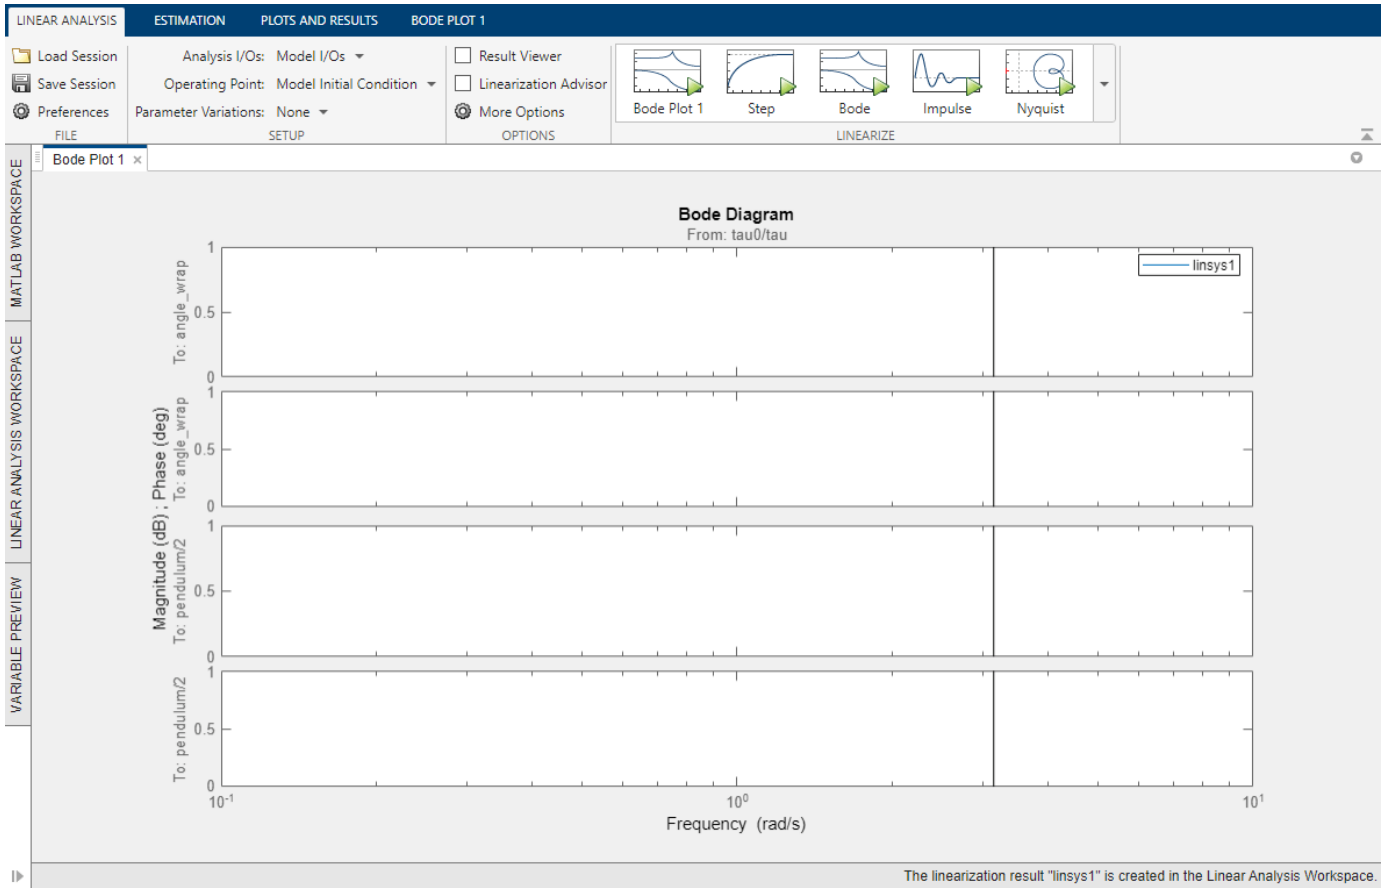 LINEAR ANALYSIS ESTIMATION PLOTS AND RESULTS BODE PLOT 1
Load Session Analysis I/Os: Model I/Os Result Viewer
Save Session Operating Point: Model Initial Condition Linearization Advisor
Preferences Parameter Variations: None More Options
Bode Plot 1 Step Bode Impulse Nyquist
FILE SETUP OPTIONS LINEARIZE
Bode Plot 1
MATLAB WORKSPACE
LINEAR ANALYSIS WORKSPACE
VARIABLE PREVIEW
Bode Diagram
From: tau0/tau
linsys1
Magnitude (dB) ; Phase (deg)
To: angle_wrap
1
0.5
0
To: angle_wrap
1
0.5
0
To: pendulum/2
1
0.5
0
To: pendulum/2
1
0.5
0
10-1 100 101
Frequency (rad/s)
The linearization result "linsys1" is created in the Linear Analysis Workspace.